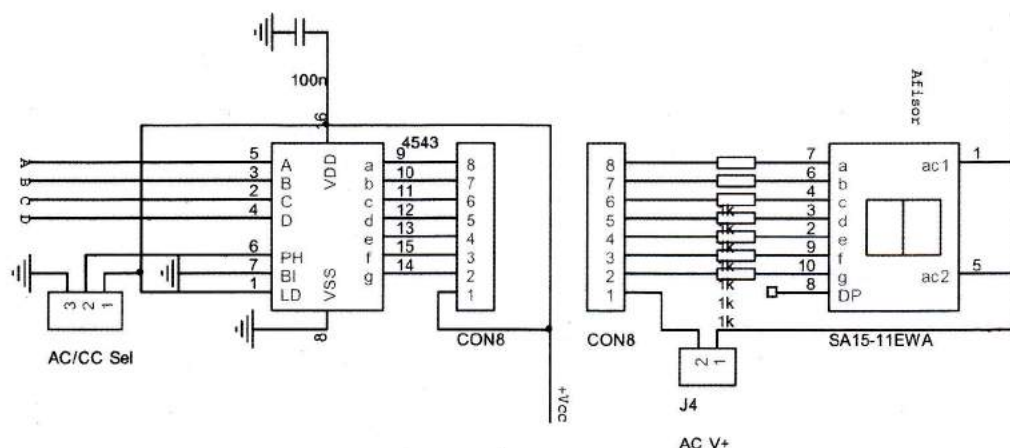 100n
16
4543
VDD
A
5
A
a
9
8
B
3
B
b
10
7
C
2
C
c
11
6
D
4
D
d
12
5
e
13
4
6
PH
f
15
3
7
BI
g
14
2
1
LD
1
VSS
8
3
2
1
AC/CC Sel
CON8
+Vcc
Afisor
8
7
a
ac1
1
7
6
b
6
4
c
5
1k
3
d
4
1k
2
e
3
1k
9
f
2
1k
10
g
ac2
5
1
1k
8
DP
1k
1k
CON8
SA15-11EWA
2
1
J4
AC V+